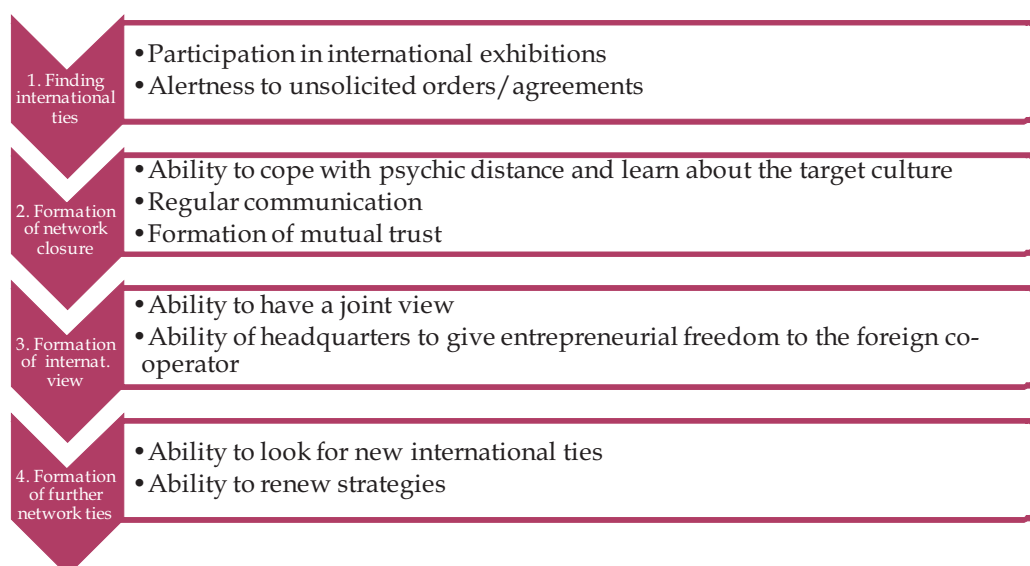 1. Finding
international
ties
•Participation in international exhibitions
•Alertness to unsolicited orders/agreements
2. Formation
of network
closure
•Ability to cope with psychic distance and learn about the target culture
•Regular communication
•Formation of mutual trust
3. Formation
of internat.
view
•Ability to have a joint view
•Ability of headquarters to give entrepreneurial freedom to the foreign co-
operator
4. Formation
of further
network ties
•Ability to look for new international ties
•Ability to renew strategies